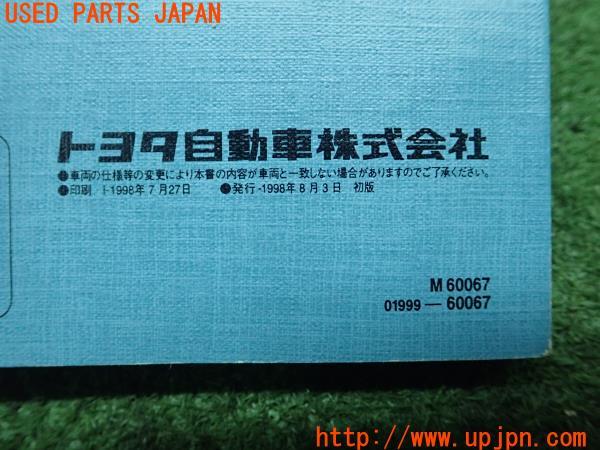 USED PARTS JAPAN
トヨタ自動車株式会社
●車両の仕様等の変更により本書の内容が車両と一致しない場合がありますのでご了承ください。
●印刷 I-1998年7月27日 ●発行-1998年8月3日 初版
M60067
01999—60067
http://www.upjpn.com/